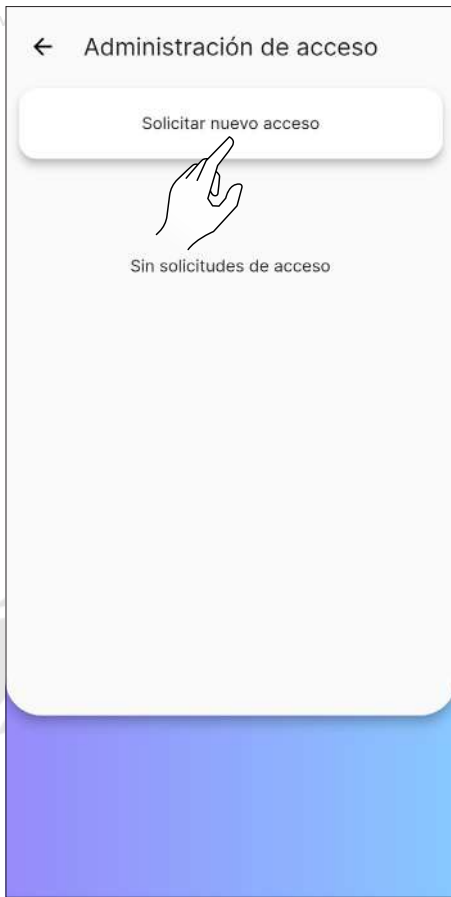 Administración de acceso
Solicitar nuevo acceso
Sin solicitudes de acceso